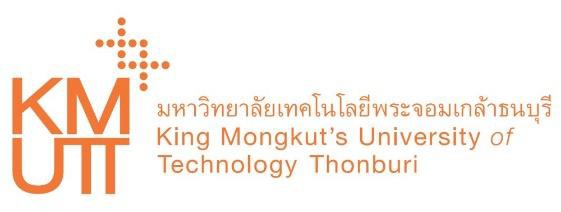 KM
UTT
มหาวิทยาลัยเทคโนโลยีพระจอมเกล้าธนบุรี
King Mongkut's University of
Technology Thonburi